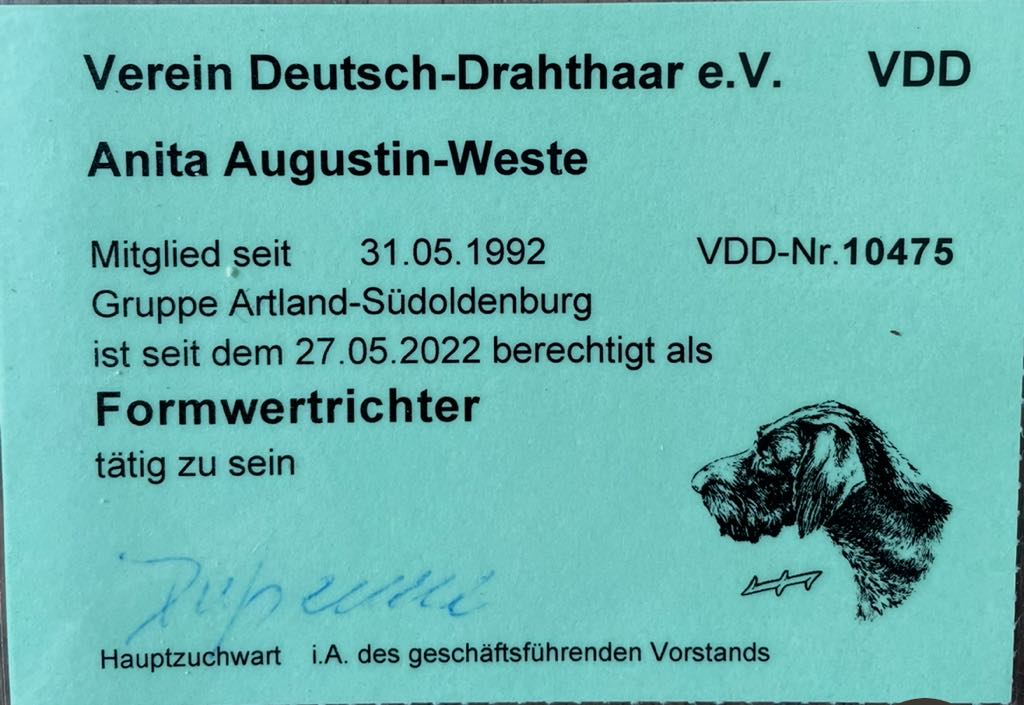 Verein Deutsch-Drahthaar e.V. VDD
Anita Augustin-Weste
Mitglied seit 31.05.1992 VDD-Nr.10475
Gruppe Artland-Südoldenburg
ist seit dem 27.05.2022 berechtigt als
Formwertrichter
tätig zu sein
Hauptzuchwart i.A. des geschäftsführenden Vorstands